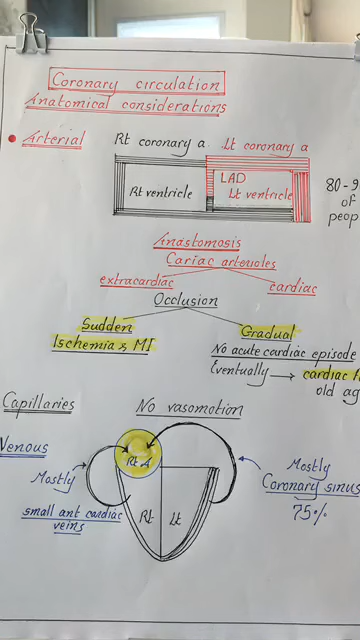 Coronary circulation
Anatomical considerations
Arterial
Rt coronary a. Lt coronary a
LAD
Rt ventricle Lt ventricle
80-9
of
peop
Anastomosis
Cariac arterioles
extracardiac cardiac
Occlusion
Sudden Gradual
Ischemia & MI No acute cardiac episode
Eventually → cardiac
old ag
Capillaries No vasomotion
Venous
Rt A
Mostly
small ant cardiac
veins
Rt Lt
Mostly
Coronary sinus
75%